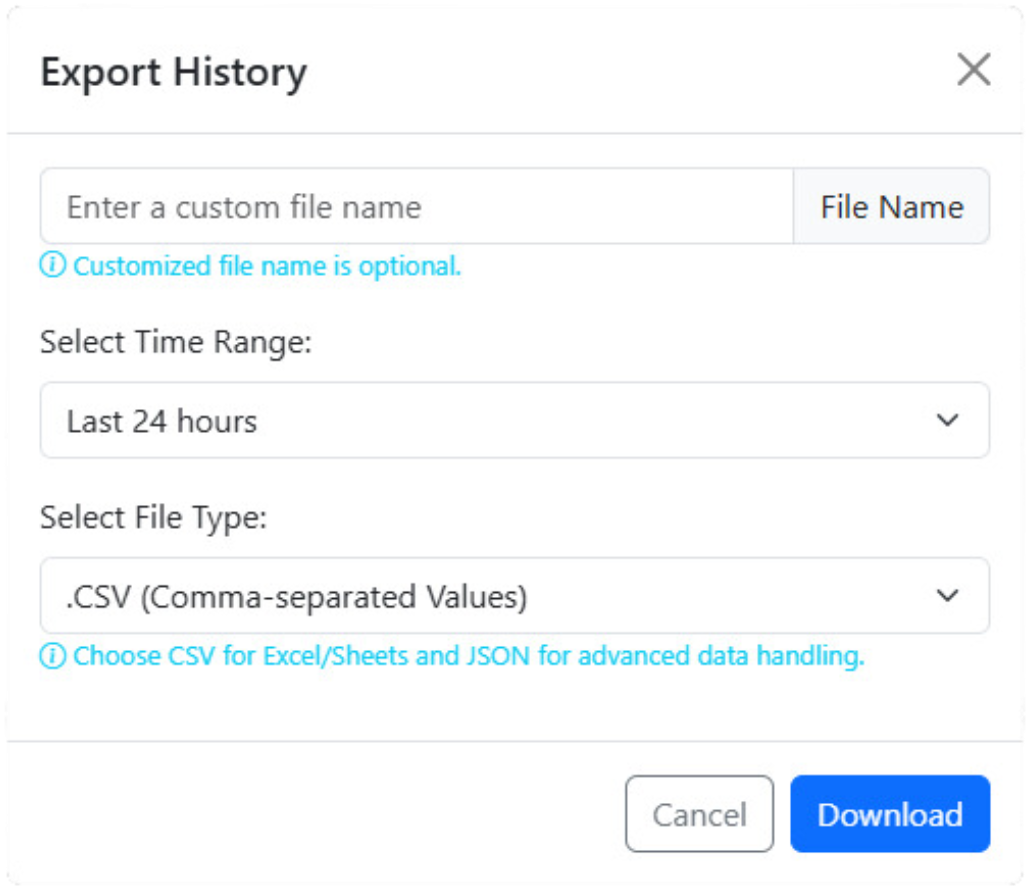 Export History
Enter a custom file name
File Name
Customized file name is optional.
Select Time Range:
Last 24 hours
Select File Type:
.CSV (Comma-separated Values)
Choose CSV for Excel/Sheets and JSON for advanced data handling.
Cancel
Download